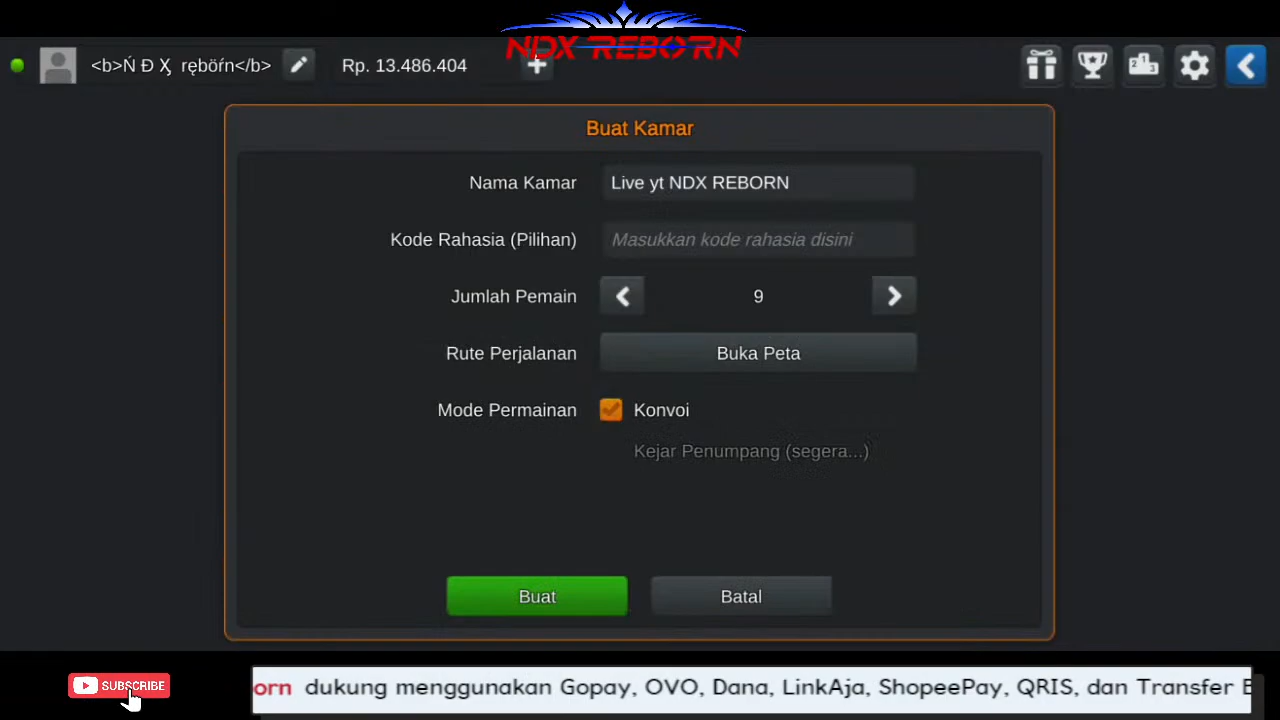 NDX REBORN
<b>Ń Đ Ҳ ręböŕn</b>
Rp. 13.486.404
Buat Kamar
Nama Kamar
Live yt NDX REBORN
Kode Rahasia (Pilihan)
Masukkan kode rahasia disini
Jumlah Pemain
9
Rute Perjalanan
Buka Peta
Mode Permainan
Konvoi
Kejar Penumpang (segera...)
Buat
Batal
SUBSCRIBE
orn dukung menggunakan Gopay, OVO, Dana, LinkAja, ShopeePay, QRIS, dan Transfer